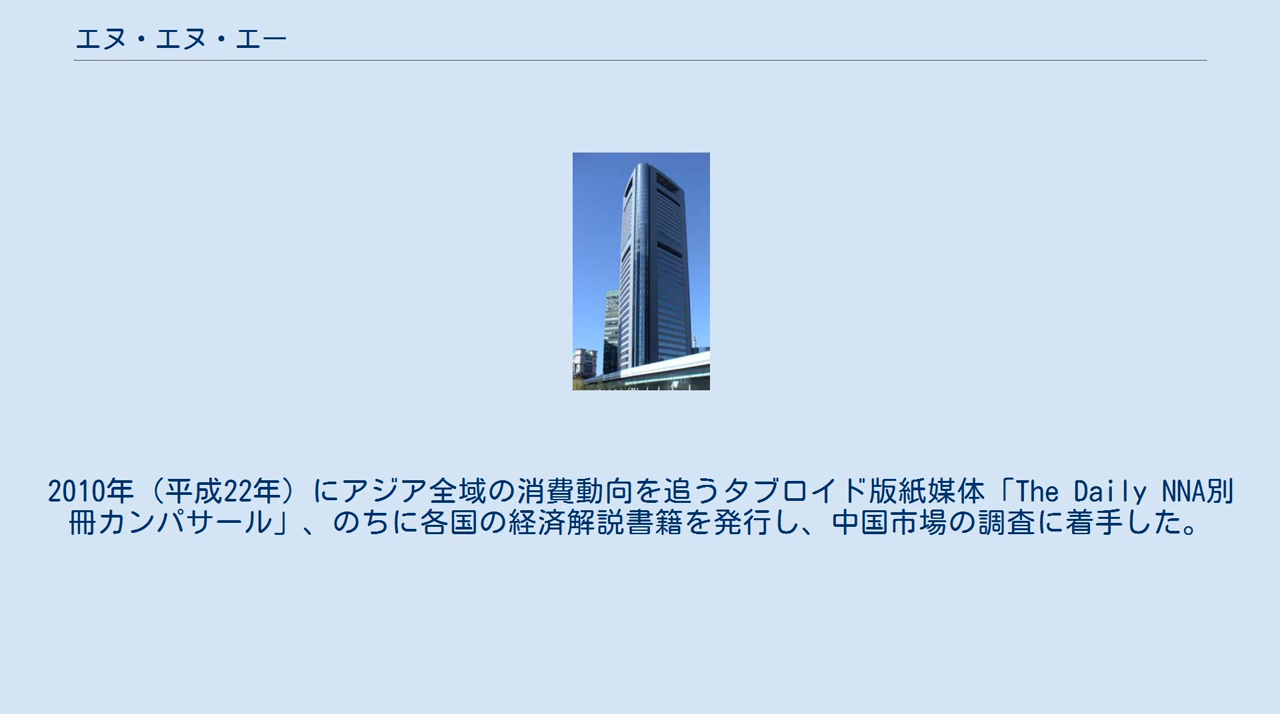 エヌ・エヌ・エー
2010年（平成22年）にアジア全域の消費動向を追うタブロイド版紙媒体「The Daily NNA別
冊カンパサール」、のちに各国の経済解説書籍を発行し、中国市場の調査に着手した。